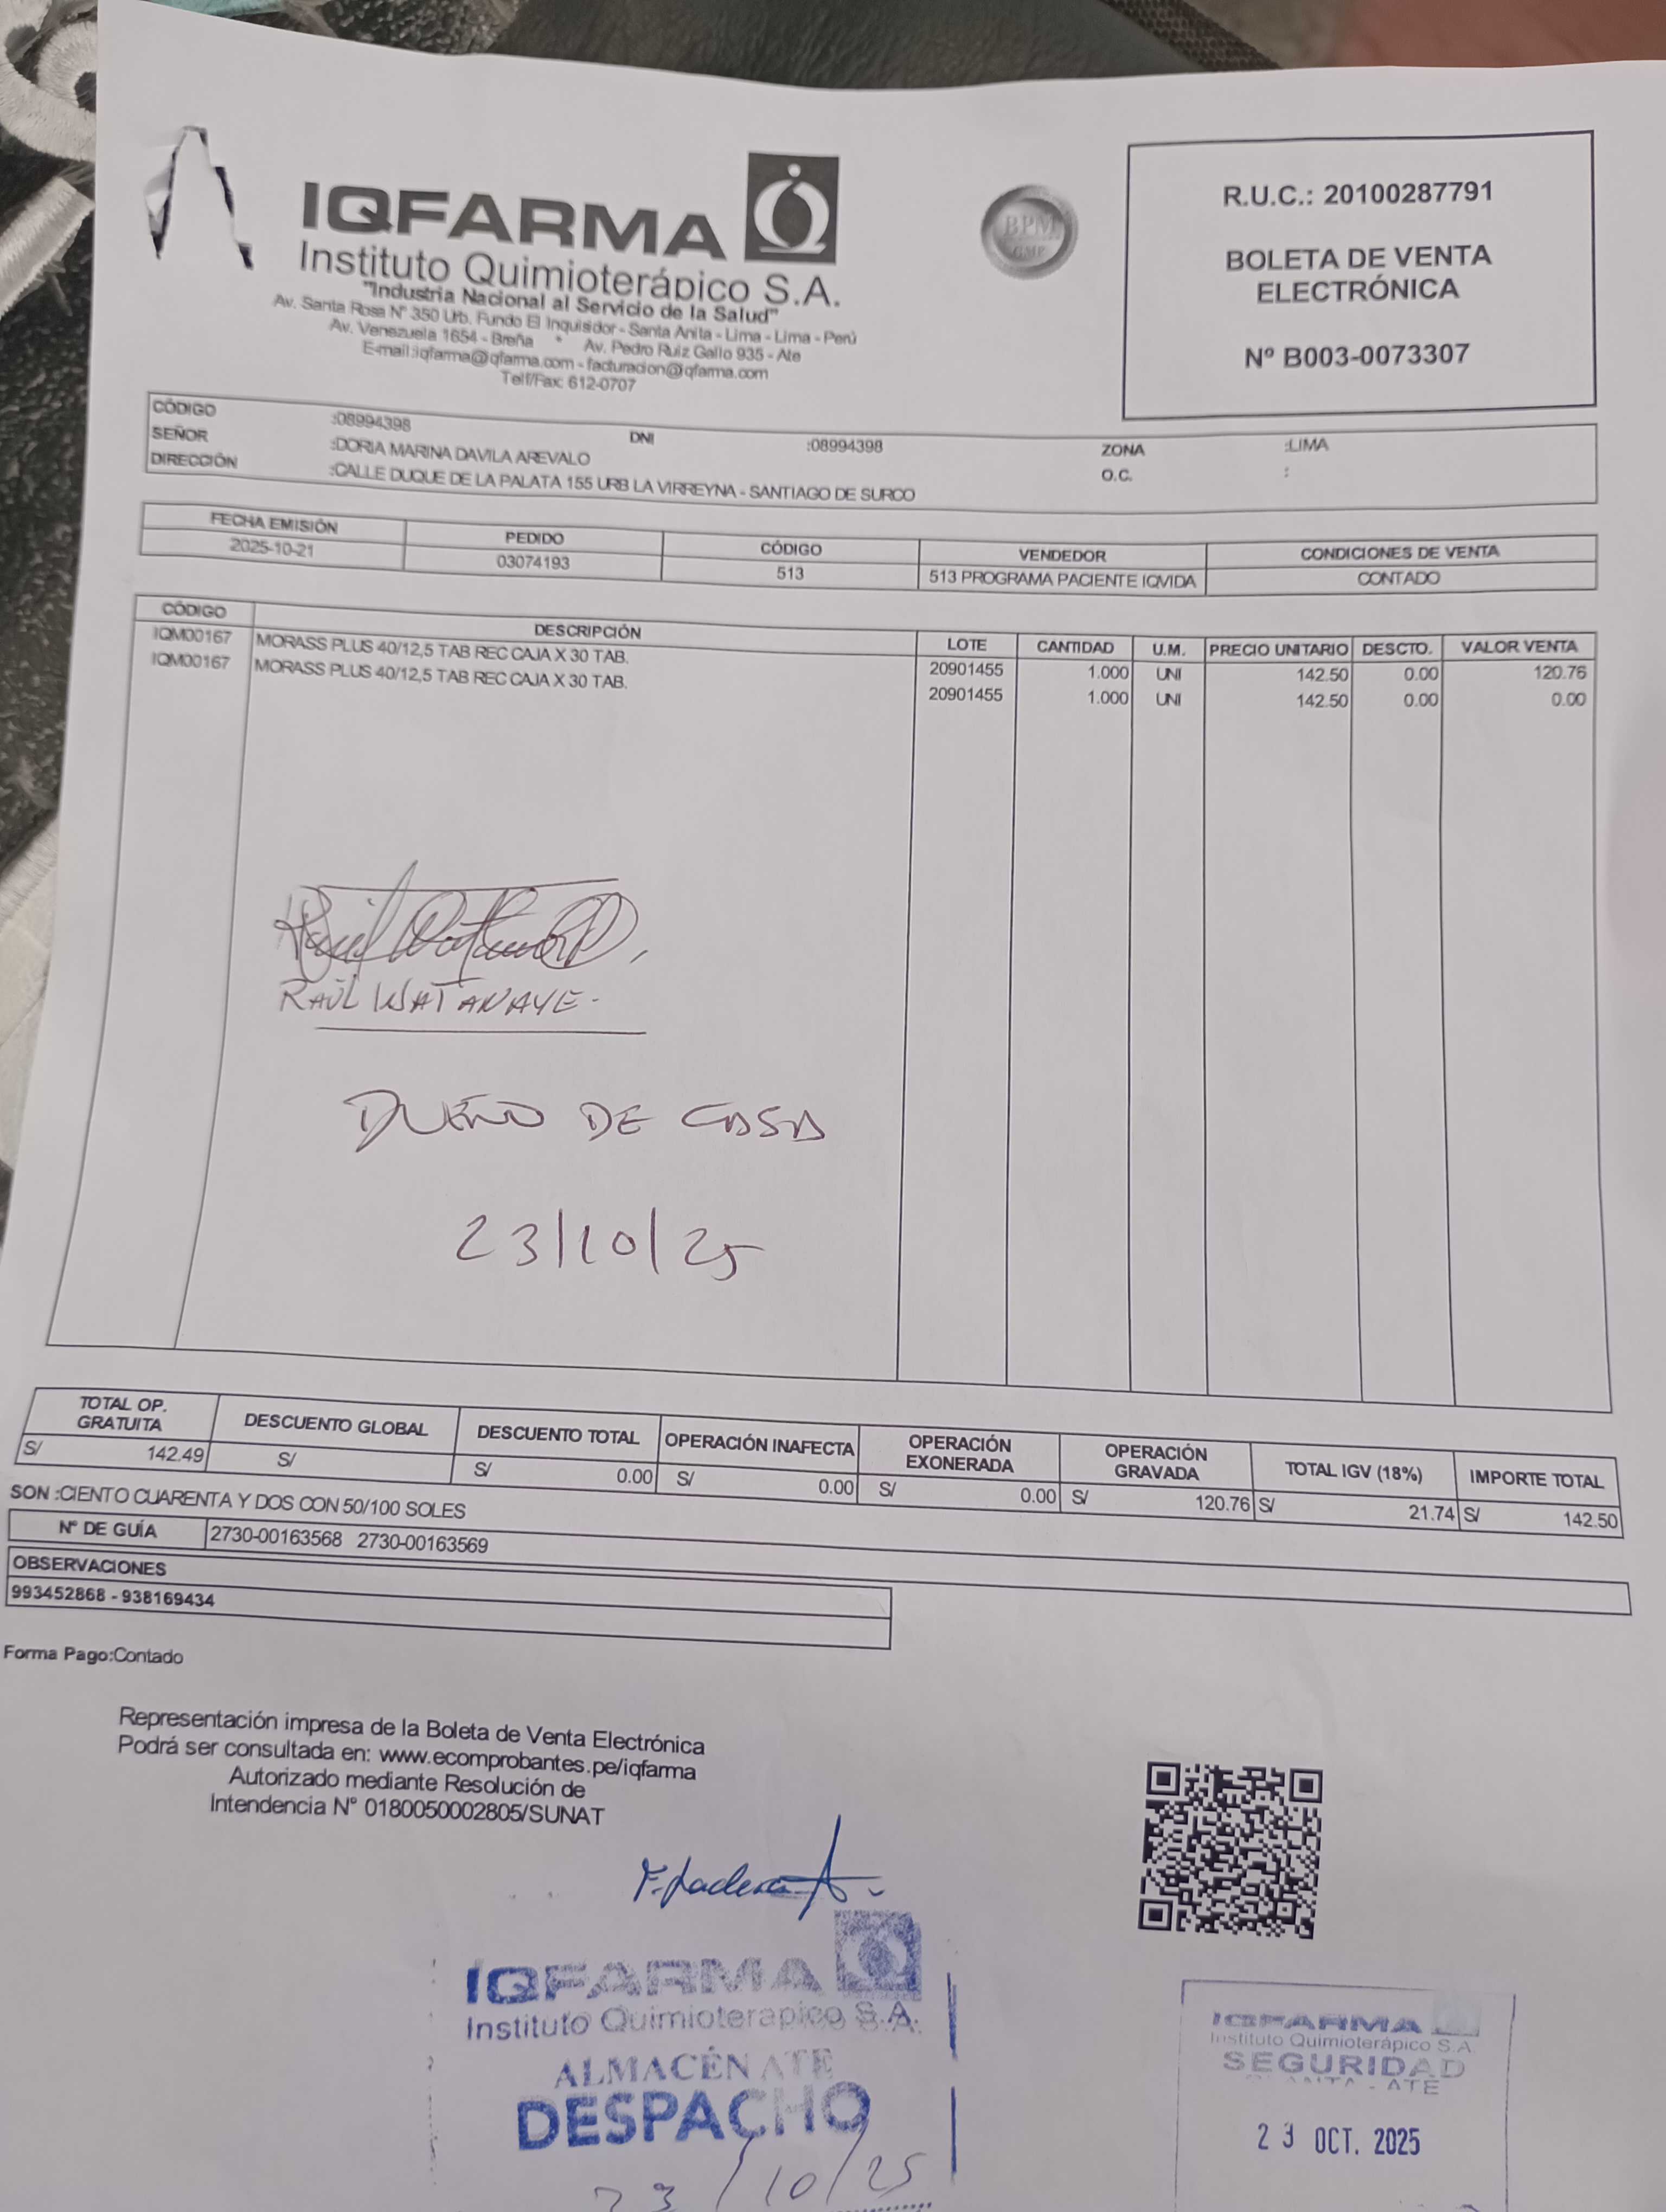 IQFARMA
Instituto Quimioterápico S.A.
"Industria Nacional al Servicio de la Salud"
Av. Santa Rosa N° 350 Urb. Fundo El Inquisidor - Santa Anita - Lima - Lima - Perú
Av. Venezuela 1654 - Breña * Av. Pedro Ruiz Gallo 935 - Ate
E-mail:iqfarma@iqfarma.com - facturacion@iqfarma.com
Telf/Fax: 612-0707
BPM
GMP
R.U.C.: 20100287791
BOLETA DE VENTA
ELECTRÓNICA
Nº B003-0073307
CÓDIGO :08994398 DNI :08994398 ZONA :LIMA
SEÑOR :DORIA MARINA DAVILA AREVALO O.C. :
DIRECCIÓN :CALLE DUQUE DE LA PALATA 155 URB LA VIRREYNA - SANTIAGO DE SURCO
FECHA EMISIÓN PEDIDO CÓDIGO VENDEDOR CONDICIONES DE VENTA
2025-10-21 03074193 513 513 PROGRAMA PACIENTE IQVIDA CONTADO
CÓDIGO DESCRIPCIÓN LOTE CANTIDAD U.M. PRECIO UNITARIO DESCTO. VALOR VENTA
IQM00167 MORASS PLUS 40/12,5 TAB REC CAJA X 30 TAB. 20901455 1.000 UNI 142.50 0.00 120.76
IQM00167 MORASS PLUS 40/12,5 TAB REC CAJA X 30 TAB. 20901455 1.000 UNI 142.50 0.00 0.00
RAÚL WATANAYE-
DUEÑO DE CASA
23/10/25
TOTAL OP. GRATUITA DESCUENTO GLOBAL DESCUENTO TOTAL OPERACIÓN INAFECTA OPERACIÓN EXONERADA OPERACIÓN GRAVADA TOTAL IGV (18%) IMPORTE TOTAL
S/ 142.49 S/ S/ 0.00 S/ 0.00 S/ 0.00 S/ 120.76 S/ 21.74 S/ 142.50
SON :CIENTO CUARENTA Y DOS CON 50/100 SOLES
N° DE GUÍA 2730-00163568 2730-00163569
OBSERVACIONES
993452868 - 938169434
Forma Pago:Contado
Representación impresa de la Boleta de Venta Electrónica
Podrá ser consultada en: www.ecomprobantes.pe/iqfarma
Autorizado mediante Resolución de
Intendencia N° 0180050002805/SUNAT
IQFARMA
Instituto Quimioterapico S.A.
ALMACÉN ATE
DESPACHO
23/10/25
IQFARMA
Instituto Quimioterápico S.A
SEGURIDAD
PLANTA - ATE
23 OCT. 2025